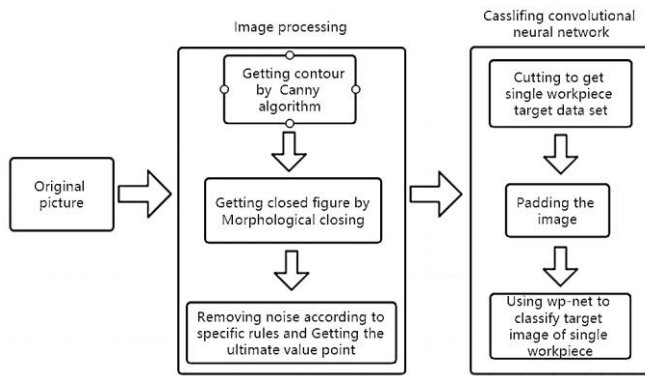 Image processing
Casslifing convolutional
neural network
Original
picture
Getting contour
by Canny
algorithm
Getting closed figure by
Morphological closing
Removing noise according to
specific rules and Getting the
ultimate value point
Cutting to get
single workpiece
target data set
Padding the
image
Using wp-net to
classify target
image of single
workpiece